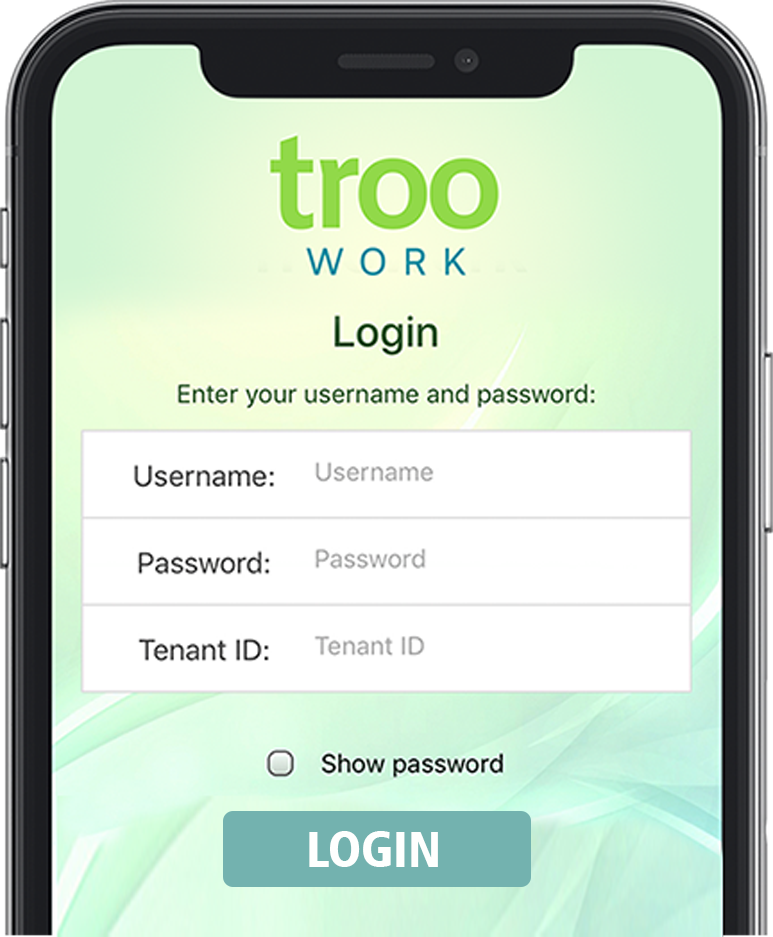 troo
WORK
Login
Enter your username and password:
Username: Username
Password: Password
Tenant ID: Tenant ID
Show password
LOGIN